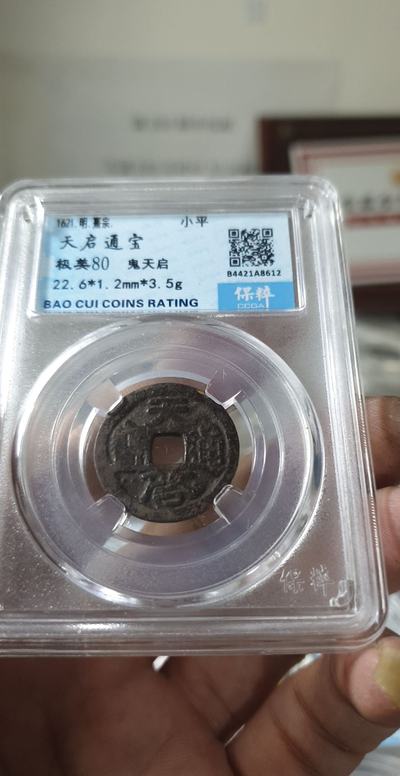 1621.明.熹宗 小平
天启通宝
极美80 鬼天启
B4421A8612
22.6*1.2mm*3.5g
保粹
CCGA
BAO CUI COINS RATING
天
通
启
保粹